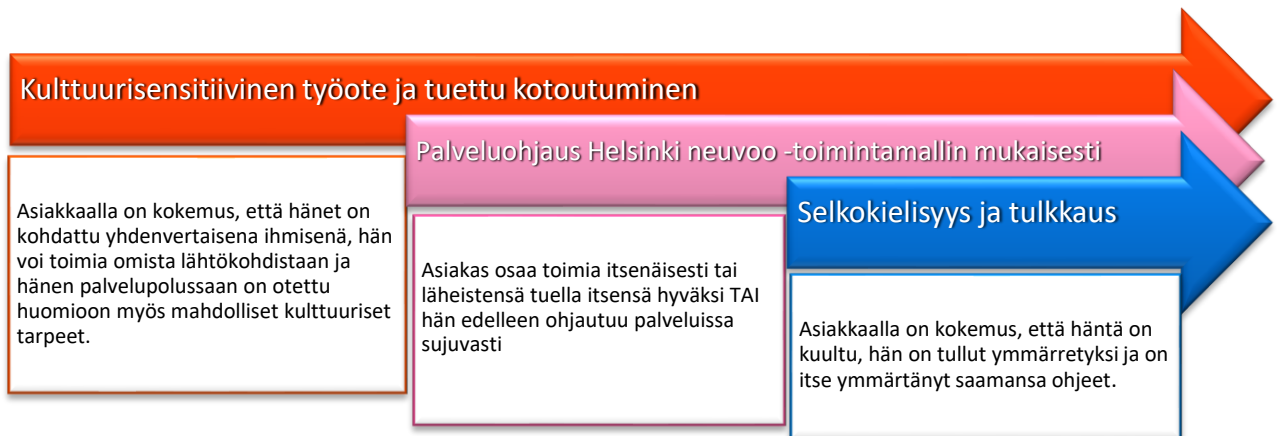 Kulttuurisensitiivinen työote ja tuettu kotoutuminen
Asiakkaalla on kokemus, että hänet on
kohdattu yhdenvertaisena ihmisenä, hän
voi toimia omista lähtökohdistaan ja
hänen palvelupolussaan on otettu
huomioon myös mahdolliset kulttuuriset
tarpeet.
Palveluohjaus Helsinki neuvoo -toimintamallin mukaisesti
Asiakas osaa toimia itsenäisesti tai
läheistensä tuella itsensä hyväksi TAI
hän edelleen ohjautuu palveluissa
sujuvasti
Selkokielisyys ja tulkkaus
Asiakkaalla on kokemus, että häntä on
kuultu, hän on tullut ymmärretyksi ja on
itse ymmärtänyt saamansa ohjeet.